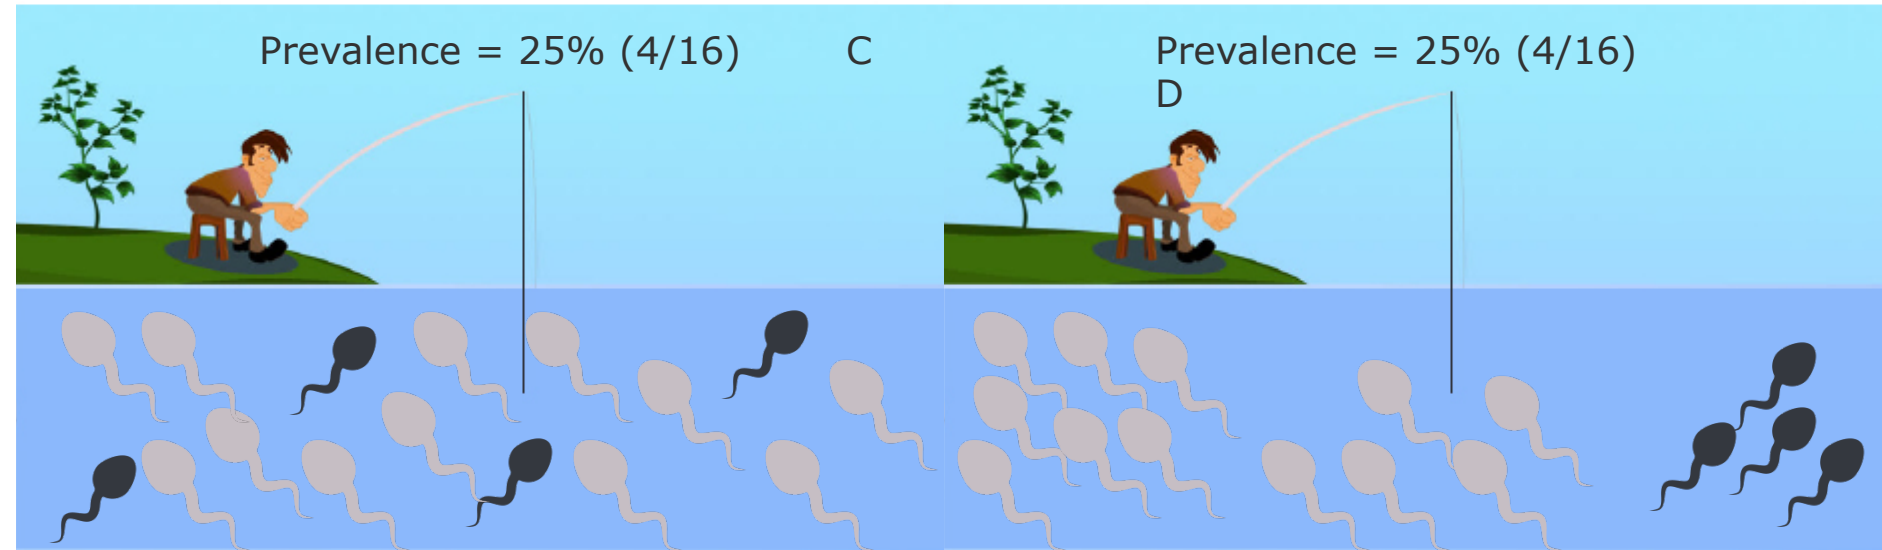 Prevalence = 25% (4/16) C
Prevalence = 25% (4/16)
D